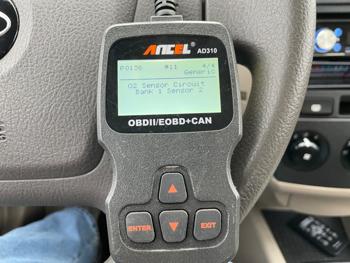 ANCEL AD310
P0136 #11 4/4
Generic
O2 Sensor Circuit
Bank 1 Sensor 2
OBDII/EOBD+CAN
ENTER
EXIT